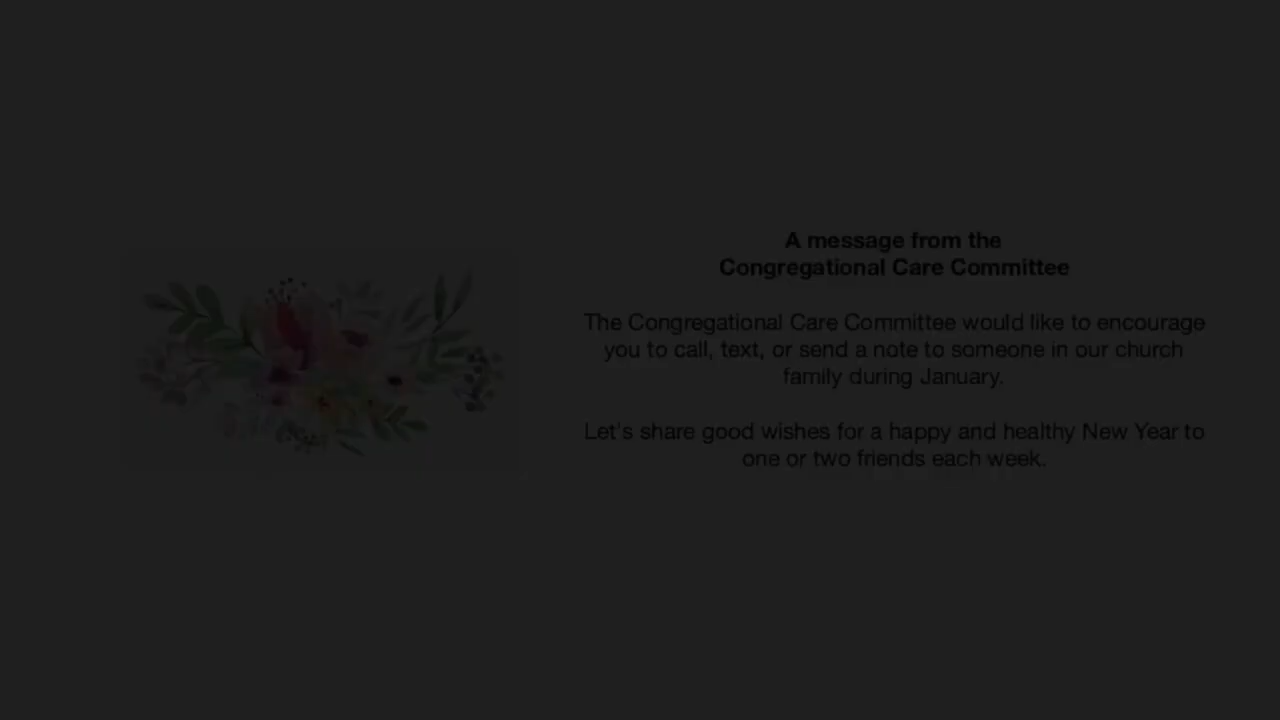 A message from the
Congregational Care Committee
The Congregational Care Committee would like to encourage
you to call, text, or send a note to someone in our church
family during January.
Let's share good wishes for a happy and healthy New Year to
one or two friends each week.